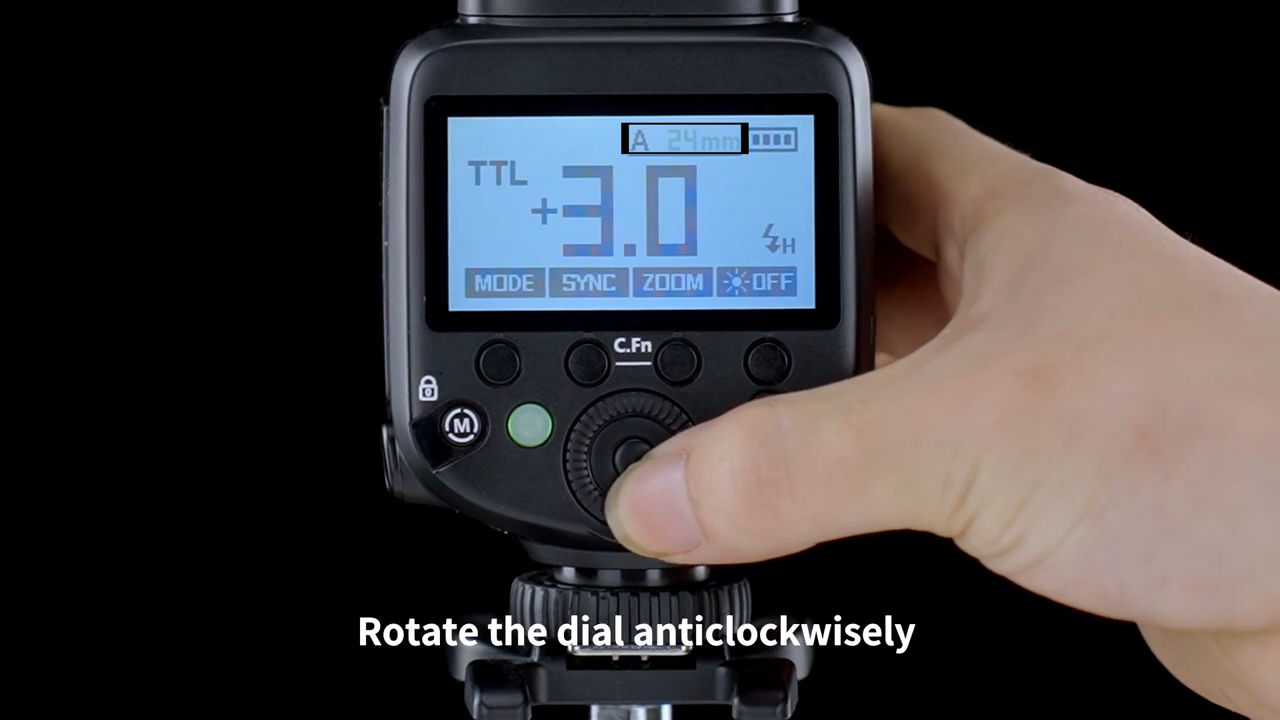 A 24mm
TTL
+3.0
H
MODE SYNC ZOOM OFF
C.Fn
M
Rotate the dial anticlockwisely